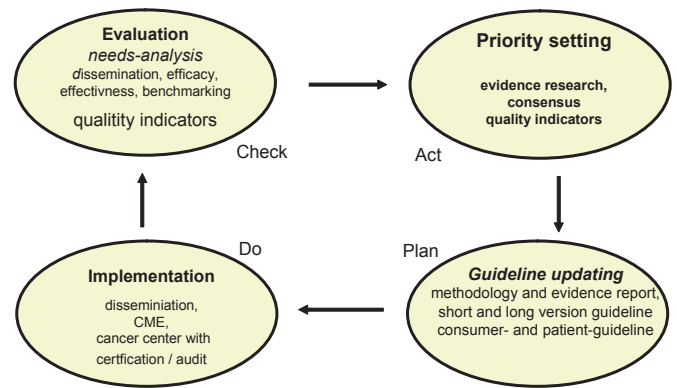 Evaluation
needs-analysis
dissemination, efficacy,
effectivness, benchmarking
qualitity indicators
Check
Priority setting
evidence research,
consensus
quality indicators
Act
Do
Implementation
disseminiation,
CME,
cancer center with
certfication / audit
Plan
Guideline updating
methodology and evidence report,
short and long version guideline
consumer- and patient-guideline